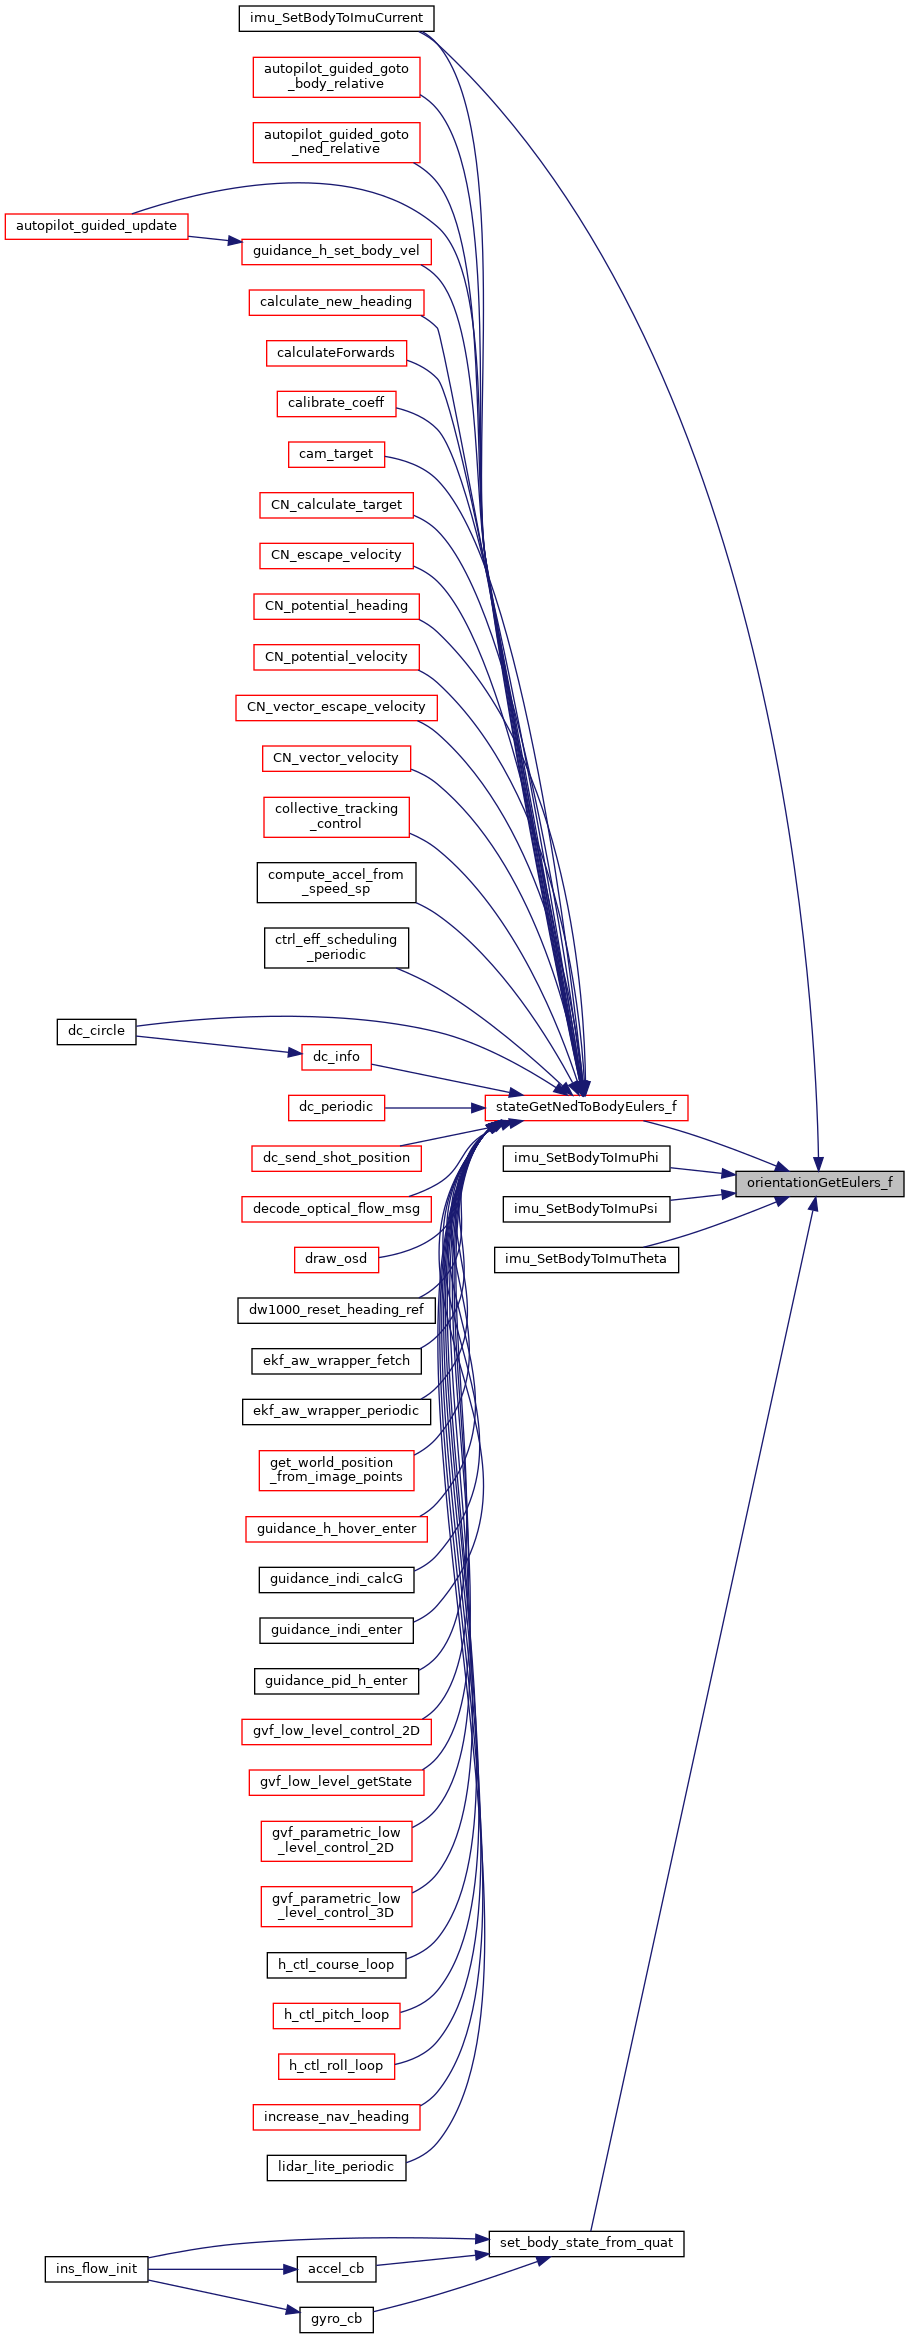 imu_SetBodyToImuCurrent
autopilot_guided_goto
_body_relative
autopilot_guided_goto
_ned_relative
autopilot_guided_update
guidance_h_set_body_vel
calculate_new_heading
calculateForwards
calibrate_coeff
cam_target
CN_calculate_target
CN_escape_velocity
CN_potential_heading
CN_potential_velocity
CN_vector_escape_velocity
CN_vector_velocity
collective_tracking
_control
compute_accel_from
_speed_sp
ctrl_eff_scheduling
_periodic
dc_circle
dc_info
dc_periodic
stateGetNedToBodyEulers_f
dc_send_shot_position
imu_SetBodyToImuPhi
orientationGetEulers_f
decode_optical_flow_msg
imu_SetBodyToImuPsi
draw_osd
imu_SetBodyToImuTheta
dw1000_reset_heading_ref
ekf_aw_wrapper_fetch
ekf_aw_wrapper_periodic
get_world_position
_from_image_points
guidance_h_hover_enter
guidance_indi_calcG
guidance_indi_enter
guidance_pid_h_enter
gvf_low_level_control_2D
gvf_low_level_getState
gvf_parametric_low
_level_control_2D
gvf_parametric_low
_level_control_3D
h_ctl_course_loop
h_ctl_pitch_loop
h_ctl_roll_loop
increase_nav_heading
lidar_lite_periodic
set_body_state_from_quat
ins_flow_init
accel_cb
gyro_cb